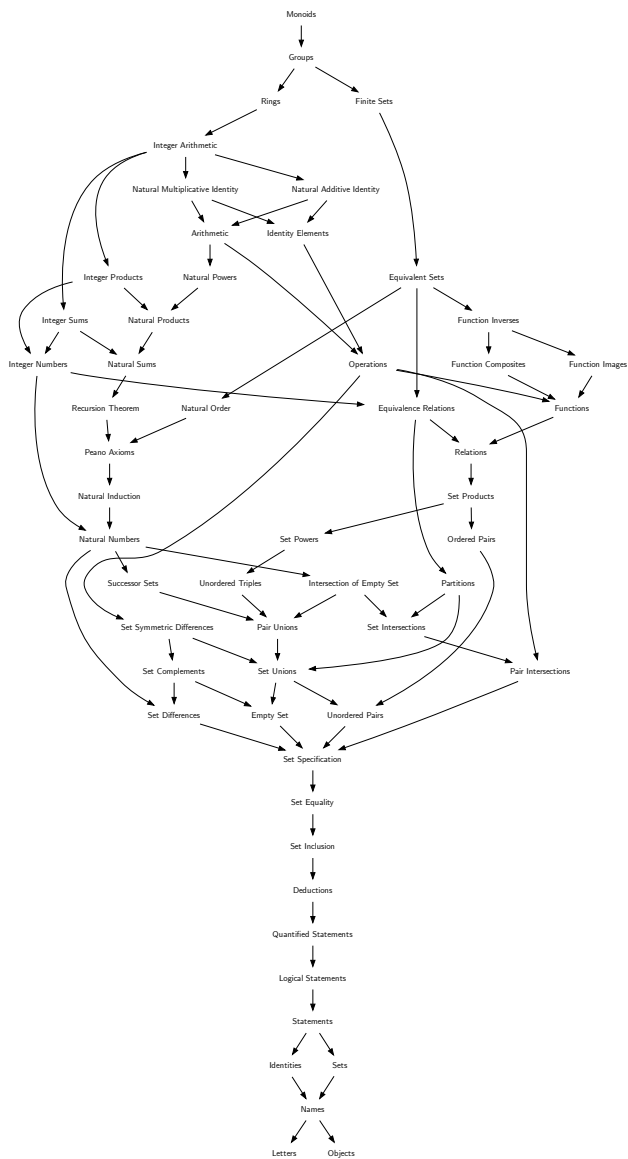 Monoids
Groups
Rings
Finite Sets
Integer Arithmetic
Natural Multiplicative Identity
Natural Additive Identity
Arithmetic
Identity Elements
Integer Products
Natural Powers
Equivalent Sets
Integer Sums
Natural Products
Function Inverses
Integer Numbers
Natural Sums
Operations
Function Composites
Function Images
Recursion Theorem
Natural Order
Equivalence Relations
Functions
Peano Axioms
Relations
Natural Induction
Set Products
Natural Numbers
Set Powers
Ordered Pairs
Successor Sets
Unordered Triples
Intersection of Empty Set
Partitions
Set Symmetric Differences
Pair Unions
Set Intersections
Set Complements
Set Unions
Pair Intersections
Set Differences
Empty Set
Unordered Pairs
Set Specification
Set Equality
Set Inclusion
Deductions
Quantified Statements
Logical Statements
Statements
Identities
Sets
Names
Letters
Objects